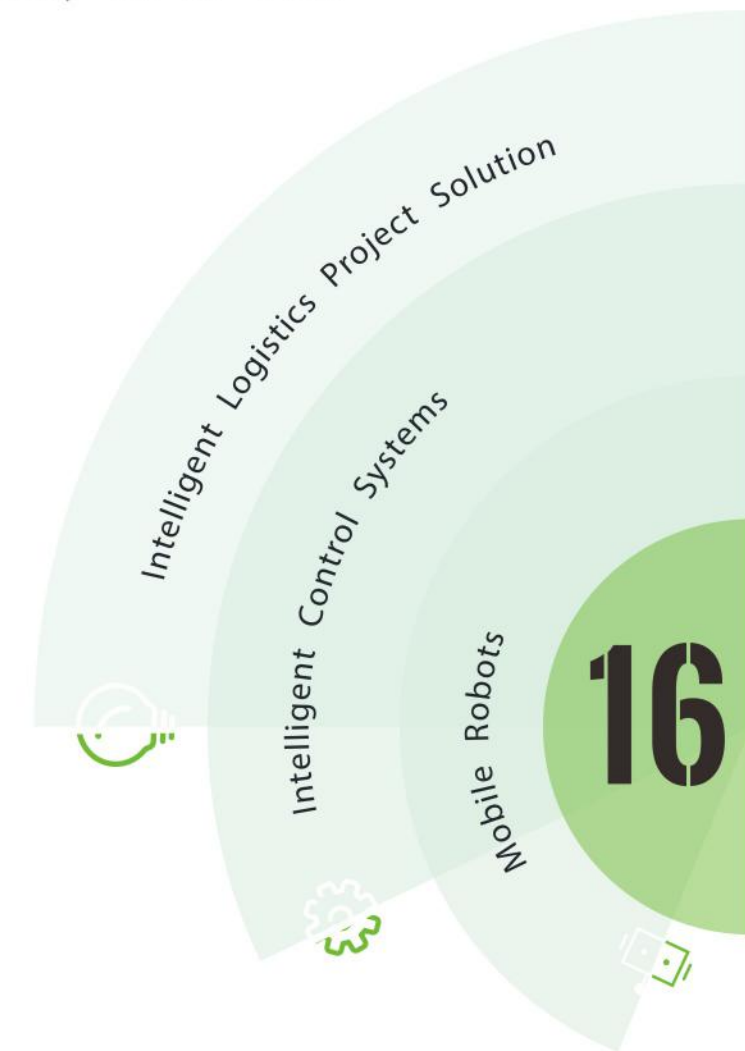 Intelligent Logistics Project Solution
Intelligent Control Systems
Mobile Robots
16